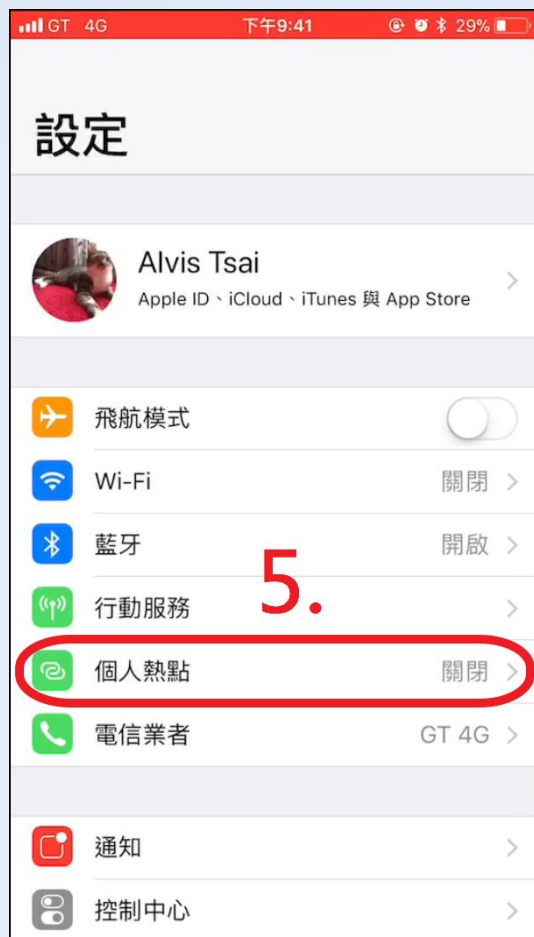 GT 4G 下午9:41 29%
設定
Alvis Tsai
Apple ID、iCloud、iTunes 與 App Store
飛航模式
Wi-Fi 關閉
藍牙 開啟
5.
行動服務
個人熱點 關閉
電信業者 GT 4G
通知
控制中心